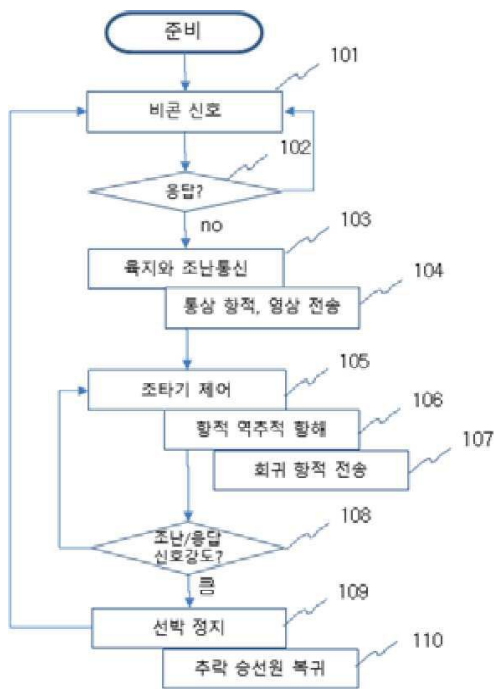 준비
101
비콘 신호
102
응답?
no
103
육지와 조난통신
104
통상 항적, 영상 전송
105
조타기 제어
106
항적 역추적 황해
107
회귀 항적 전송
108
조난/응답
신호강도?
큼
109
선박 정지
110
추락 승선원 복귀